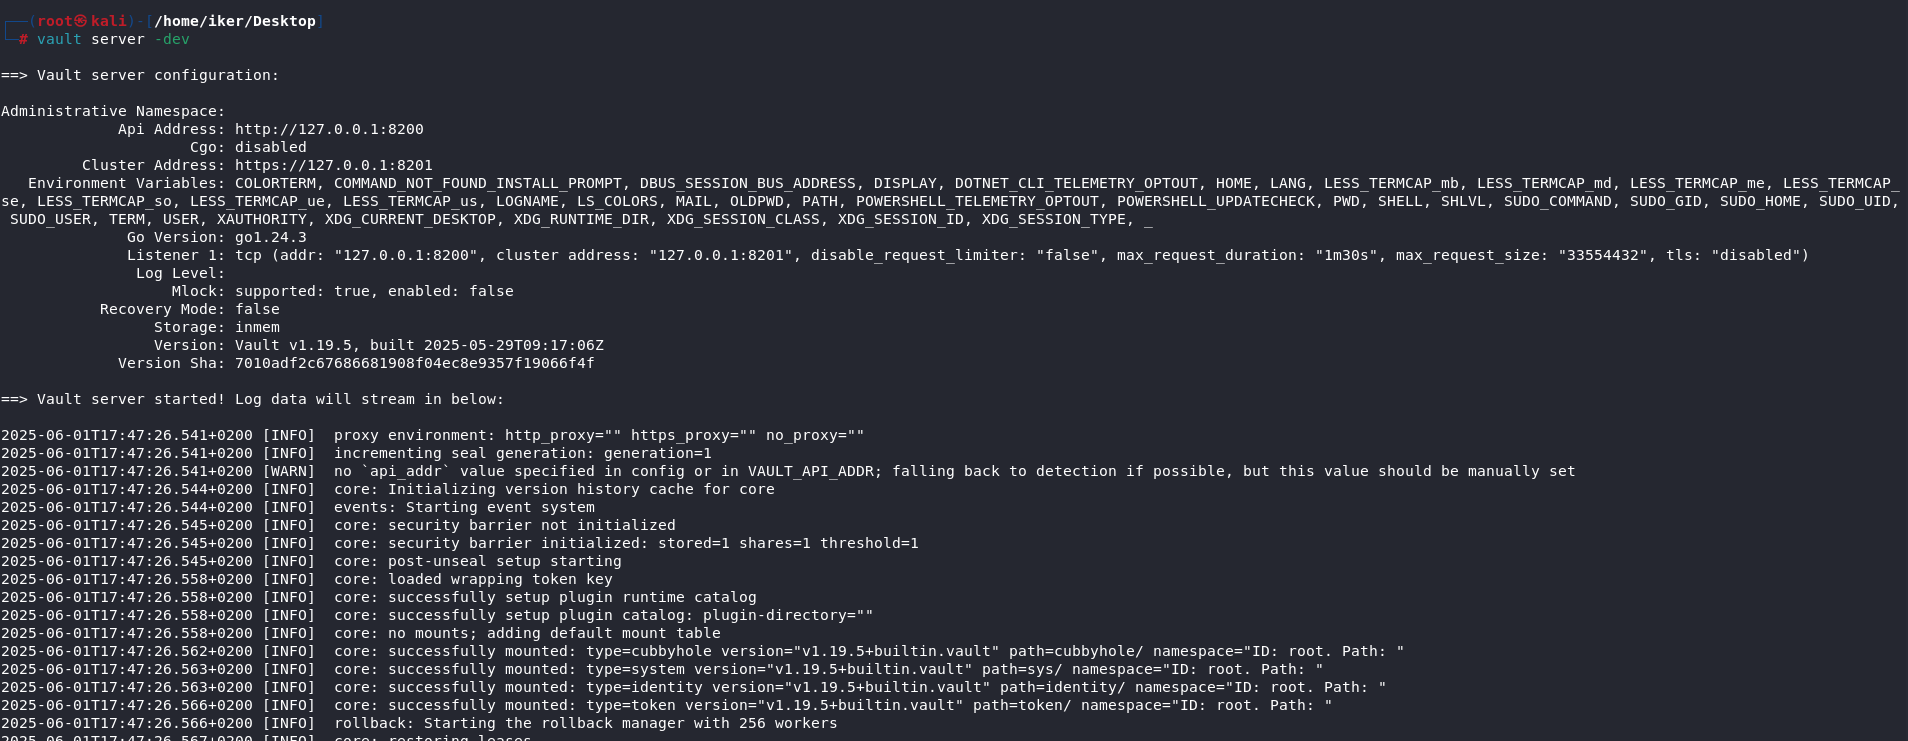 ┌──(root㉿kali)-[/home/iker/Desktop]
└─# vault server -dev
==> Vault server configuration:
Administrative Namespace:
Api Address: http://127.0.0.1:8200
Cgo: disabled
Cluster Address: https://127.0.0.1:8201
Environment Variables: COLORTERM, COMMAND_NOT_FOUND_INSTALL_PROMPT, DBUS_SESSION_BUS_ADDRESS, DISPLAY, DOTNET_CLI_TELEMETRY_OPTOUT, HOME, LANG, LESS_TERMCAP_mb, LESS_TERMCAP_md, LESS_TERMCAP_me, LESS_TERMCAP_
se, LESS_TERMCAP_so, LESS_TERMCAP_ue, LESS_TERMCAP_us, LOGNAME, LS_COLORS, MAIL, OLDPWD, PATH, POWERSHELL_TELEMETRY_OPTOUT, POWERSHELL_UPDATECHECK, PWD, SHELL, SHLVL, SUDO_COMMAND, SUDO_GID, SUDO_HOME, SUDO_UID,
SUDO_USER, TERM, USER, XAUTHORITY, XDG_CURRENT_DESKTOP, XDG_RUNTIME_DIR, XDG_SESSION_CLASS, XDG_SESSION_ID, XDG_SESSION_TYPE, _
Go Version: go1.24.3
Listener 1: tcp (addr: "127.0.0.1:8200", cluster address: "127.0.0.1:8201", disable_request_limiter: "false", max_request_duration: "1m30s", max_request_size: "33554432", tls: "disabled")
Log Level:
Mlock: supported: true, enabled: false
Recovery Mode: false
Storage: inmem
Version: Vault v1.19.5, built 2025-05-29T09:17:06Z
Version Sha: 7010adf2c67686681908f04ec8e9357f19066f4f
==> Vault server started! Log data will stream in below:
2025-06-01T17:47:26.541+0200 [INFO]  proxy environment: http_proxy="" https_proxy="" no_proxy=""
2025-06-01T17:47:26.541+0200 [INFO]  incrementing seal generation: generation=1
2025-06-01T17:47:26.541+0200 [WARN]  no `api_addr` value specified in config or in VAULT_API_ADDR; falling back to detection if possible, but this value should be manually set
2025-06-01T17:47:26.544+0200 [INFO]  core: Initializing version history cache for core
2025-06-01T17:47:26.544+0200 [INFO]  events: Starting event system
2025-06-01T17:47:26.545+0200 [INFO]  core: security barrier not initialized
2025-06-01T17:47:26.545+0200 [INFO]  core: security barrier initialized: stored=1 shares=1 threshold=1
2025-06-01T17:47:26.545+0200 [INFO]  core: post-unseal setup starting
2025-06-01T17:47:26.558+0200 [INFO]  core: loaded wrapping token key
2025-06-01T17:47:26.558+0200 [INFO]  core: successfully setup plugin runtime catalog
2025-06-01T17:47:26.558+0200 [INFO]  core: successfully setup plugin catalog: plugin-directory=""
2025-06-01T17:47:26.558+0200 [INFO]  core: no mounts; adding default mount table
2025-06-01T17:47:26.562+0200 [INFO]  core: successfully mounted: type=cubbyhole version="v1.19.5+builtin.vault" path=cubbyhole/ namespace="ID: root. Path: "
2025-06-01T17:47:26.563+0200 [INFO]  core: successfully mounted: type=system version="v1.19.5+builtin.vault" path=sys/ namespace="ID: root. Path: "
2025-06-01T17:47:26.563+0200 [INFO]  core: successfully mounted: type=identity version="v1.19.5+builtin.vault" path=identity/ namespace="ID: root. Path: "
2025-06-01T17:47:26.566+0200 [INFO]  core: successfully mounted: type=token version="v1.19.5+builtin.vault" path=token/ namespace="ID: root. Path: "
2025-06-01T17:47:26.566+0200 [INFO]  rollback: Starting the rollback manager with 256 workers
2025-06-01T17:47:26.567+0200 [INFO]  core: restoring leases